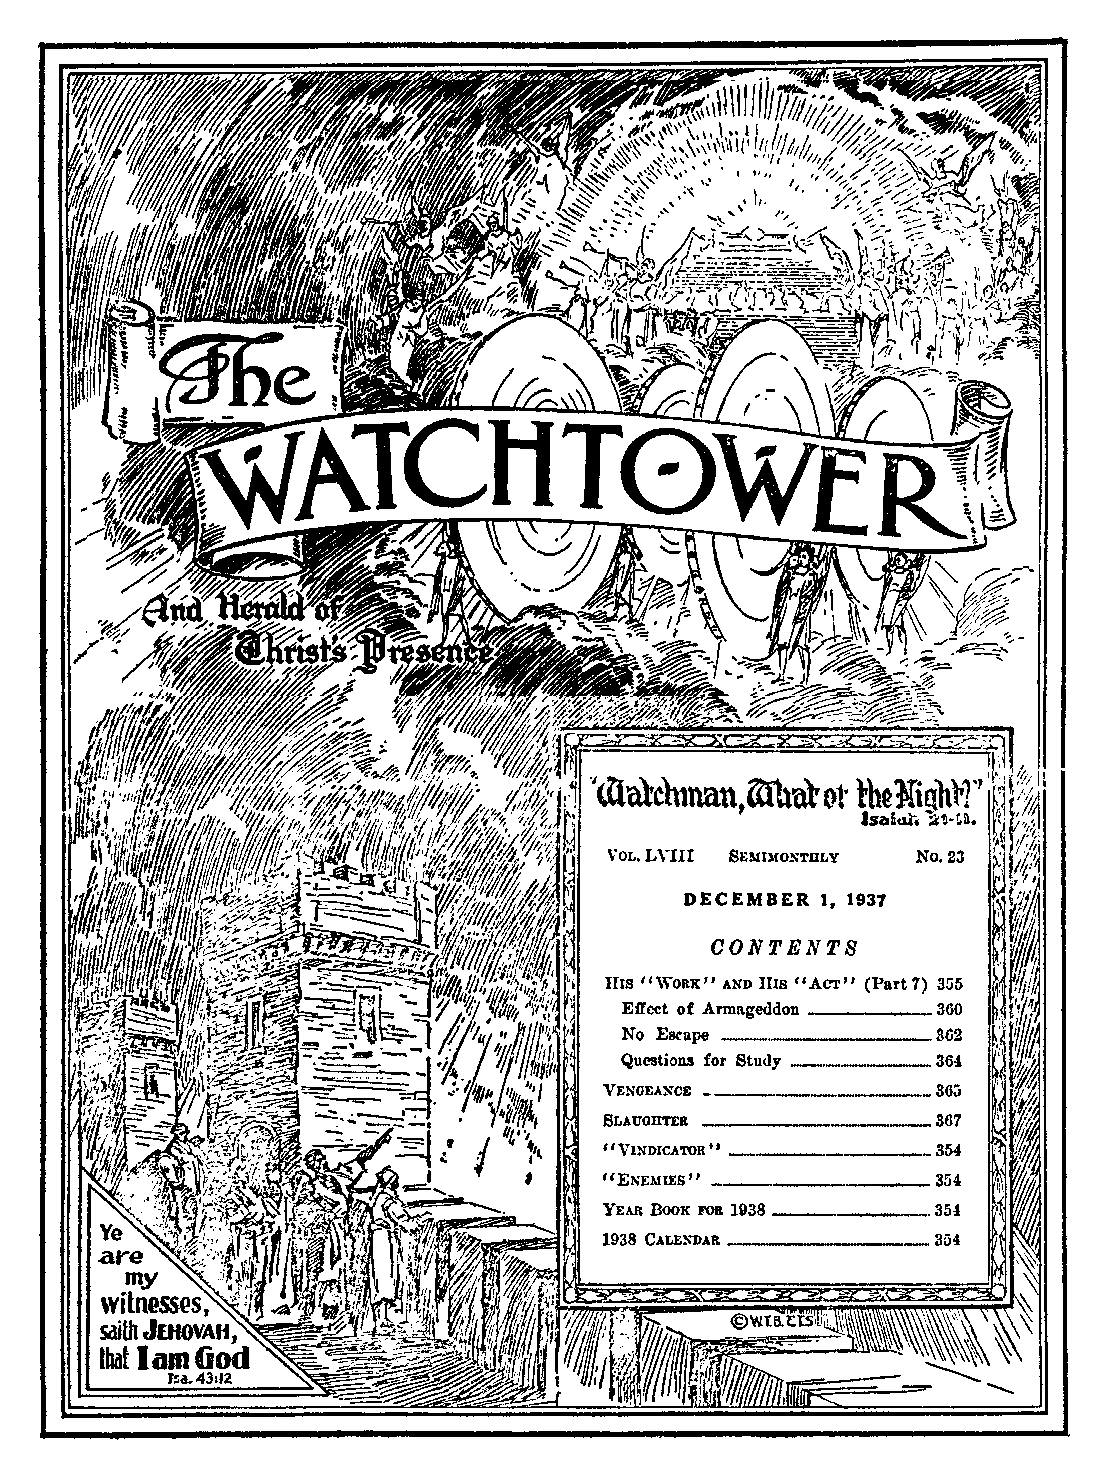 The
WATCHTOWER
And Herald of
Christ's Presence
"Watchman, What of the Night?"
Isaiah
VOL. LVIII SEMIMONTHLY No. 23
DECEMBER 1, 1937
CONTENTS
HIS "WORK" AND HIS "ACT" (Part 7) 355
Effect of Armageddon 360
No Escape 362
Questions for Study 364
VENGEANCE 365
SLAUGHTER 367
"VINDICATOR" 354
"ENEMIES" 354
YEAR BOOK FOR 1938 354
1938 CALENDAR 354
©W.T.B.&T.S.
Ye
are
my
witnesses,
saith JEHOVAH,
that I am God
Isa. 43:12